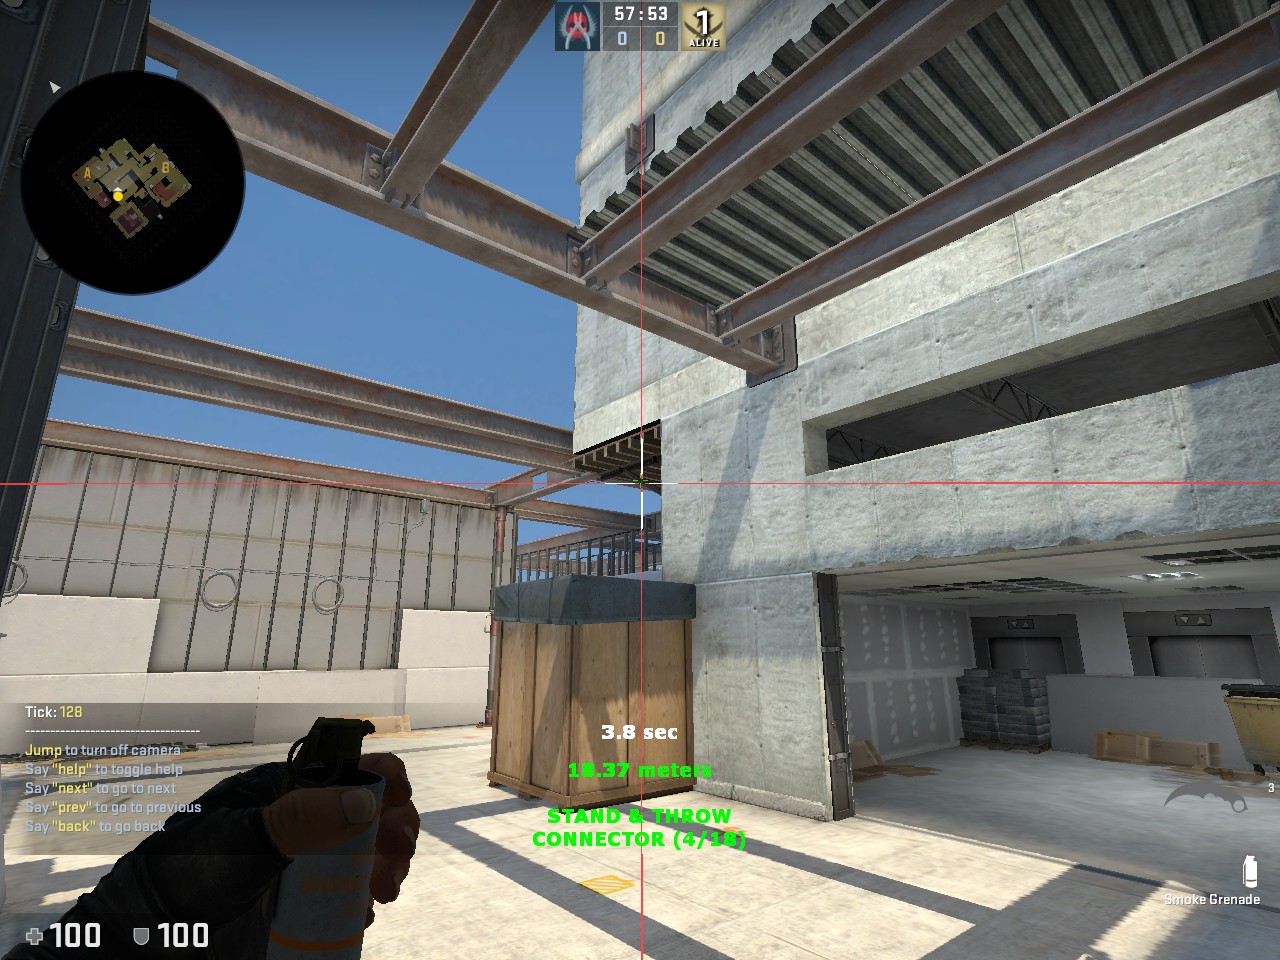 57:53
0 0
1
ALIVE
A
B
Tick: 128
Jump to turn off camera
Say "help" to toggle help
Say "next" to go to next
Say "prev" to go to previous
Say "back" to go back
3.8 sec
18.37 meters
STAND & THROW
CONNECTOR (4/18)
3
Smoke Grenade
100 100